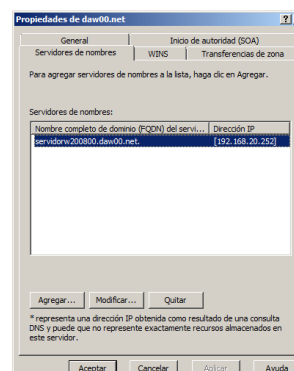 Propiedades de daw00.net
?
General Inicio de autoridad (SOA)
Servidores de nombres WINS Transferencias de zona
Para agregar servidores de nombres a la lista, haga clic en Agregar.
Servidores de nombres:
Nombre completo de dominio (FQDN) del servi... Dirección IP
servidorw200800.daw00.net. [192.168.20.252]
Agregar... Modificar... Quitar
* representa una dirección IP obtenida como resultado de una consulta
DNS y puede que no represente exactamente recursos almacenados en
este servidor.
Aceptar Cancelar Aplicar Ayuda